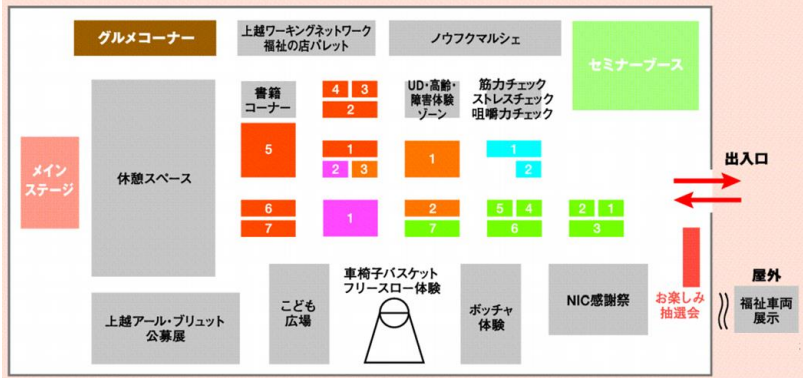 グルメコーナー
上越ワーキングネットワーク
福祉の店パレット
ノウフクマルシェ
セミナーブース
書籍
コーナー
4 3
2
UD・高齢・
障害体験
ゾーン
筋力チェック
ストレスチェック
咀嚼力チェック
メイン
ステージ
休憩スペース
5
1
2 3
1
1
2
出入口
6
7
1
2
7
5 4
6
2 1
3
上越アール・ブリュット
公募展
こども
広場
車椅子バスケット
フリースロー体験
ボッチャ
体験
NIC感謝祭
お楽しみ
抽選会
屋外
福祉車両
展示